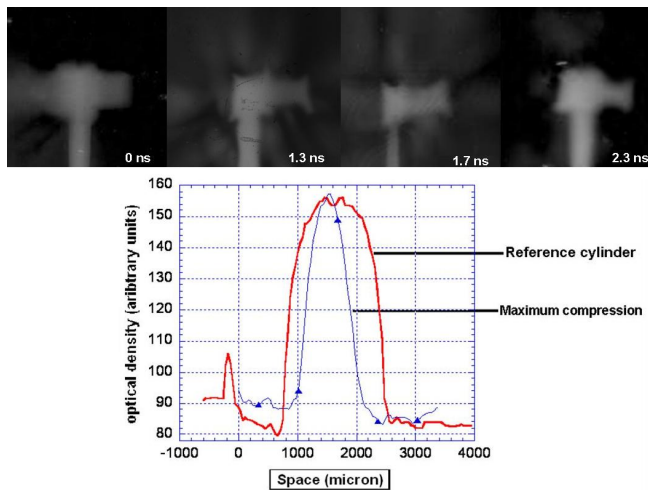 0 ns
1.3 ns
1.7 ns
2.3 ns
160
150
140
130
120
110
100
90
80
optical density (aribtrary units)
Reference cylinder
Maximum compression
-1000
0
1000
2000
3000
4000
Space (micron)